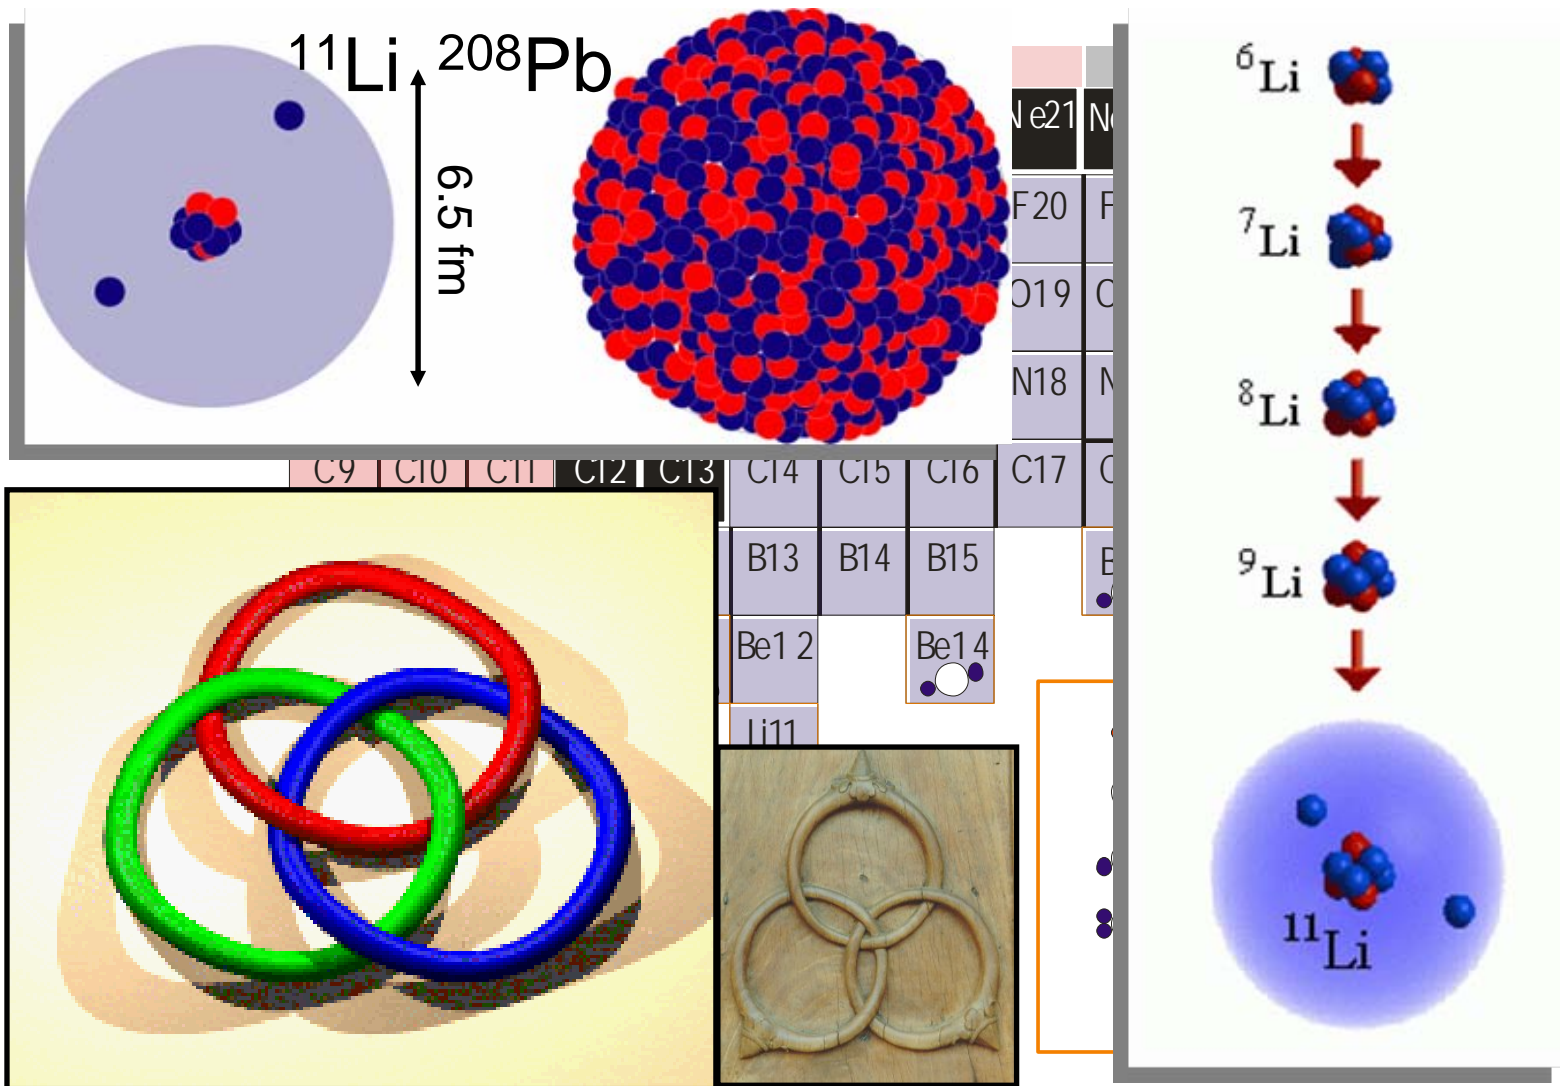 ¹¹Li ²⁰⁸Pb
6.5 fm
Ne21
F20 F
O19
N18 N
C9 C10 C11 C12 C13 C14 C15 C16 C17
B13 B14 B15
Be12 Be14
Li11
⁶Li
⁷Li
⁸Li
⁹Li
¹¹Li